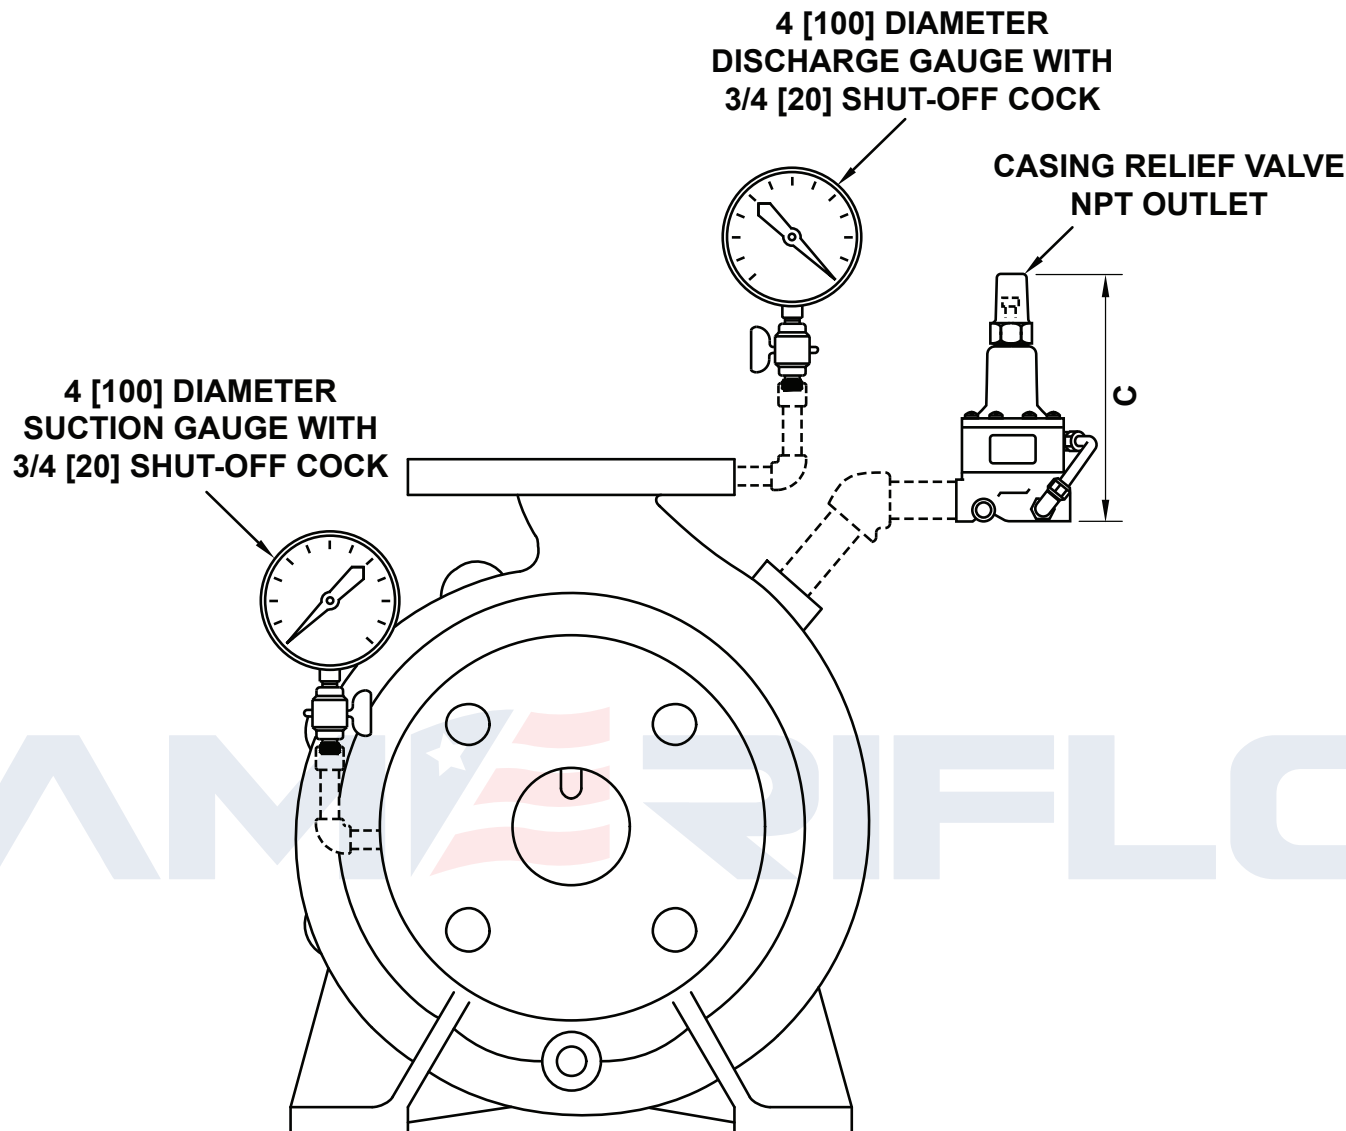 4 [100] DIAMETER
DISCHARGE GAUGE WITH
3/4 [20] SHUT-OFF COCK
CASING RELIEF VALVE
NPT OUTLET
4 [100] DIAMETER
SUCTION GAUGE WITH
3/4 [20] SHUT-OFF COCK
C
AMERIFLO